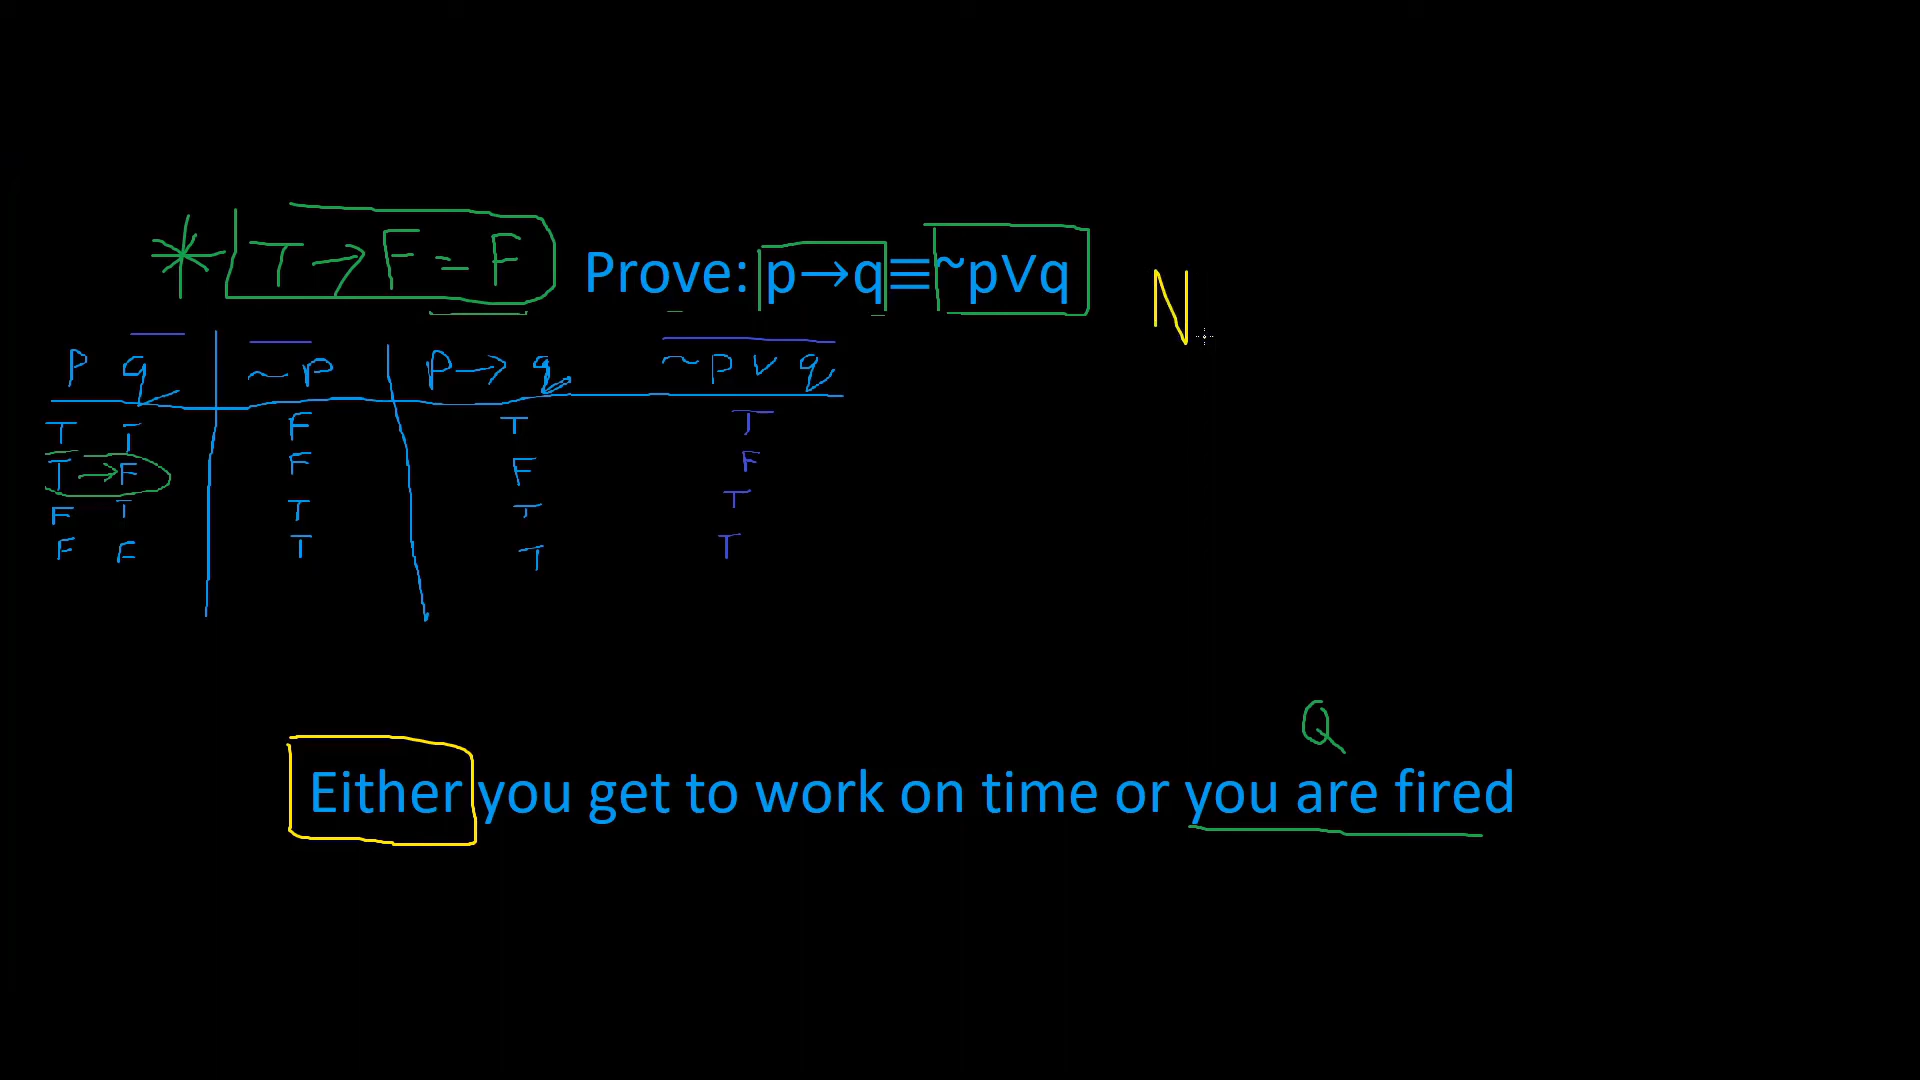 * T→F=F Prove: p→q≡~pVq N
p q ~p p→q ~p v q
T T F T T
T→F F F F
F T T T T
F F T T T
Q
Either you get to work on time or you are fired